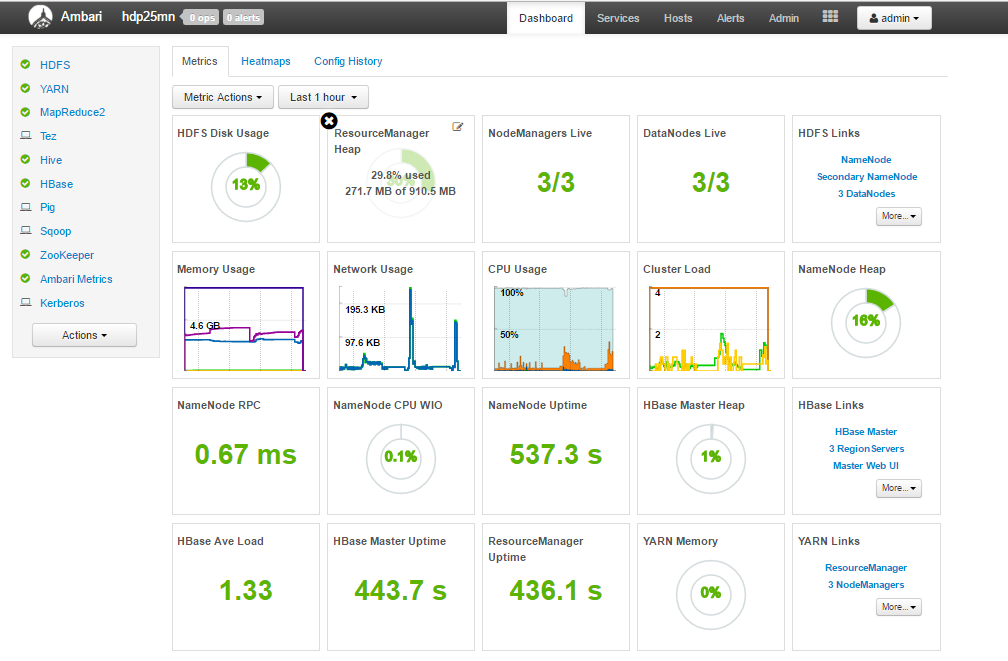 Ambari hdp25mn 0 ops 0 alerts Dashboard Services Hosts Alerts Admin admin
HDFS
YARN
MapReduce2
Tez
Hive
HBase
Pig
Sqoop
ZooKeeper
Ambari Metrics
Kerberos
Actions
Metrics Heatmaps Config History
Metric Actions Last 1 hour
HDFS Disk Usage
13%
ResourceManager
Heap
29.8% used
271.7 MB of 910.5 MB
NodeManagers Live
3/3
DataNodes Live
3/3
HDFS Links
NameNode
Secondary NameNode
3 DataNodes
More...
Memory Usage
4.6 GB
Network Usage
195.3 KB
97.6 KB
CPU Usage
100%
50%
Cluster Load
4
2
NameNode Heap
16%
NameNode RPC
0.67 ms
NameNode CPU WIO
0.1%
NameNode Uptime
537.3 s
HBase Master Heap
1%
HBase Links
HBase Master
3 RegionServers
Master Web UI
More...
HBase Ave Load
1.33
HBase Master Uptime
443.7 s
ResourceManager
Uptime
436.1 s
YARN Memory
0%
YARN Links
ResourceManager
3 NodeManagers
More...